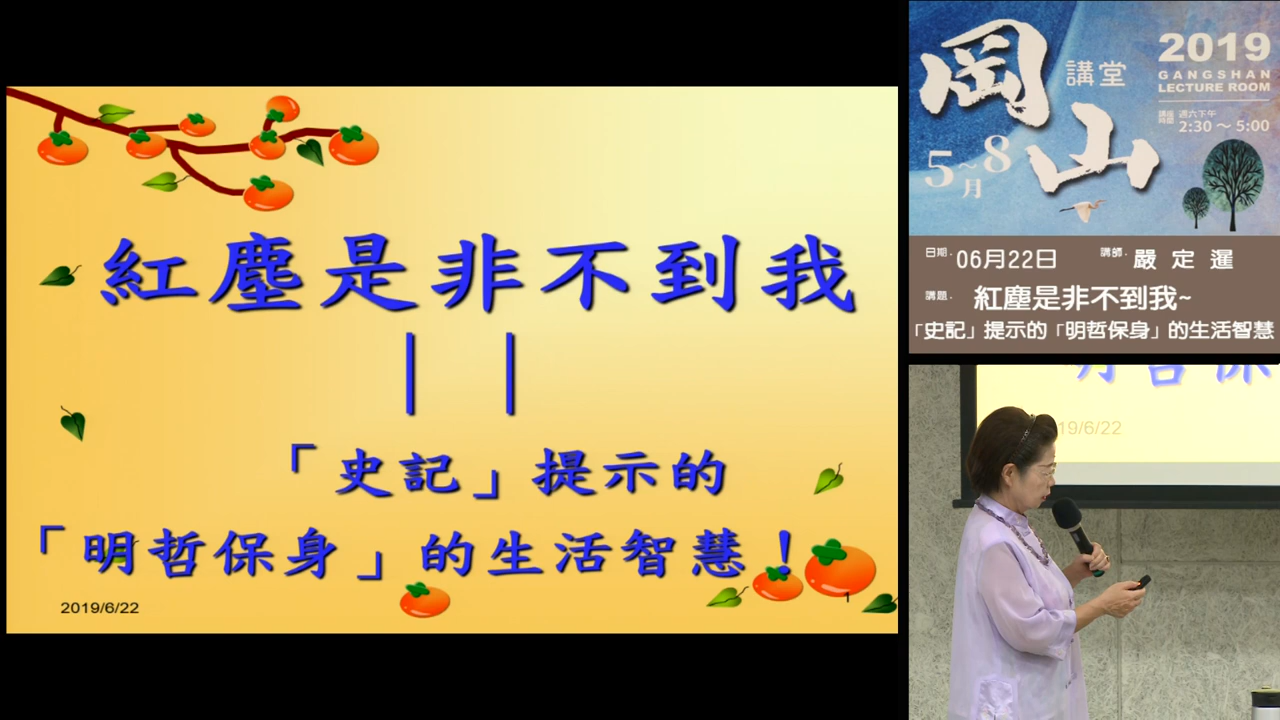 紅塵是非不到我
││
「史記」提示的
「明哲保身」的生活智慧！
2019/6/22
1
岡山
講堂
2019
GANGSHAN
LECTURE ROOM
講座時間 週六下午
2:30～5:00
5～8月
日期. 06月22日 講師. 嚴定暹
講題. 紅塵是非不到我~
「史記」提示的「明哲保身」的生活智慧
19/6/22